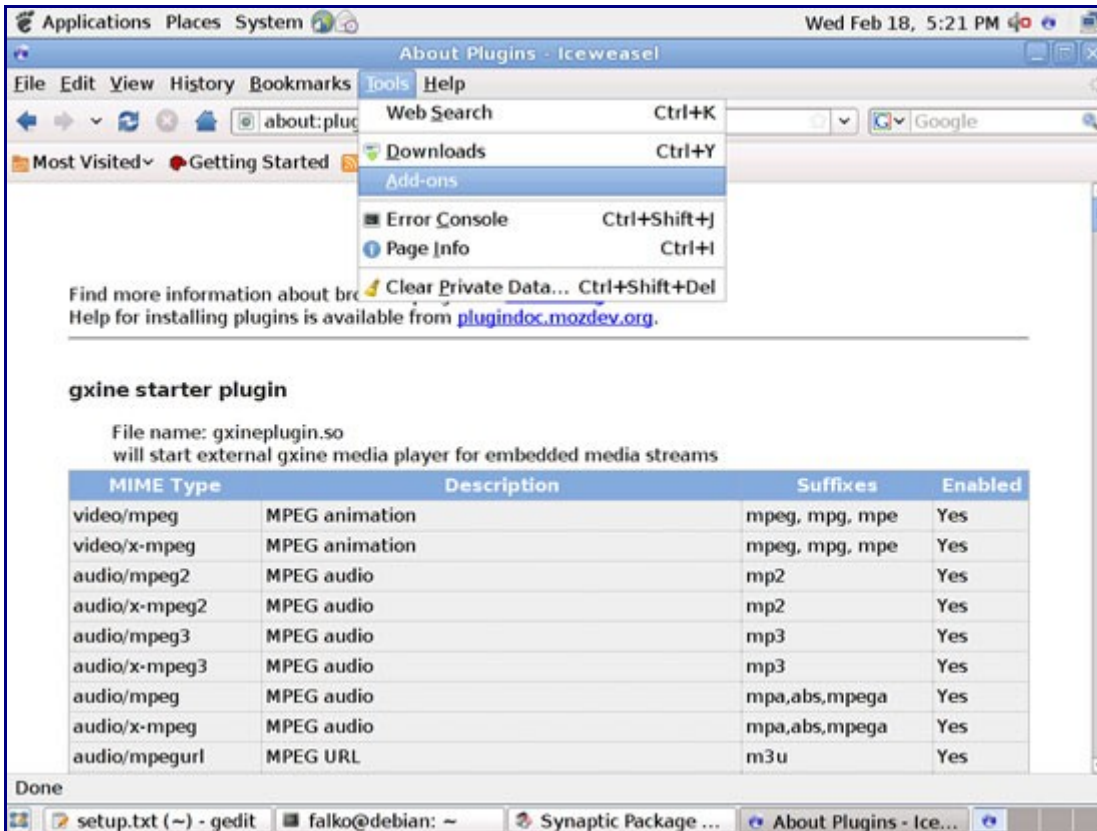 Applications Places System Wed Feb 18, 5:21 PM
About Plugins - Iceweasel
File Edit View History Bookmarks Tools Help
about:plug Google
Most Visited Getting Started
Web Search Ctrl+K
Downloads Ctrl+Y
Add-ons
Error Console Ctrl+Shift+J
Page Info Ctrl+I
Clear Private Data... Ctrl+Shift+Del
Find more information about
Help for installing plugins is available from plugindoc.mozdev.org.
gxine starter plugin
File name: gxineplugin.so
will start external gxine media player for embedded media streams
MIME Type Description Suffixes Enabled
video/mpeg MPEG animation mpeg, mpg, mpe Yes
video/x-mpeg MPEG animation mpeg, mpg, mpe Yes
audio/mpeg2 MPEG audio mp2 Yes
audio/x-mpeg2 MPEG audio mp2 Yes
audio/mpeg3 MPEG audio mp3 Yes
audio/x-mpeg3 MPEG audio mp3 Yes
audio/mpeg MPEG audio mpa,abs,mpega Yes
audio/x-mpeg MPEG audio mpa,abs,mpega Yes
audio/mpegurl MPEG URL m3u Yes
Done
setup.txt (~) - gedit falko@debian: ~ Synaptic Package ... About Plugins - Ice...